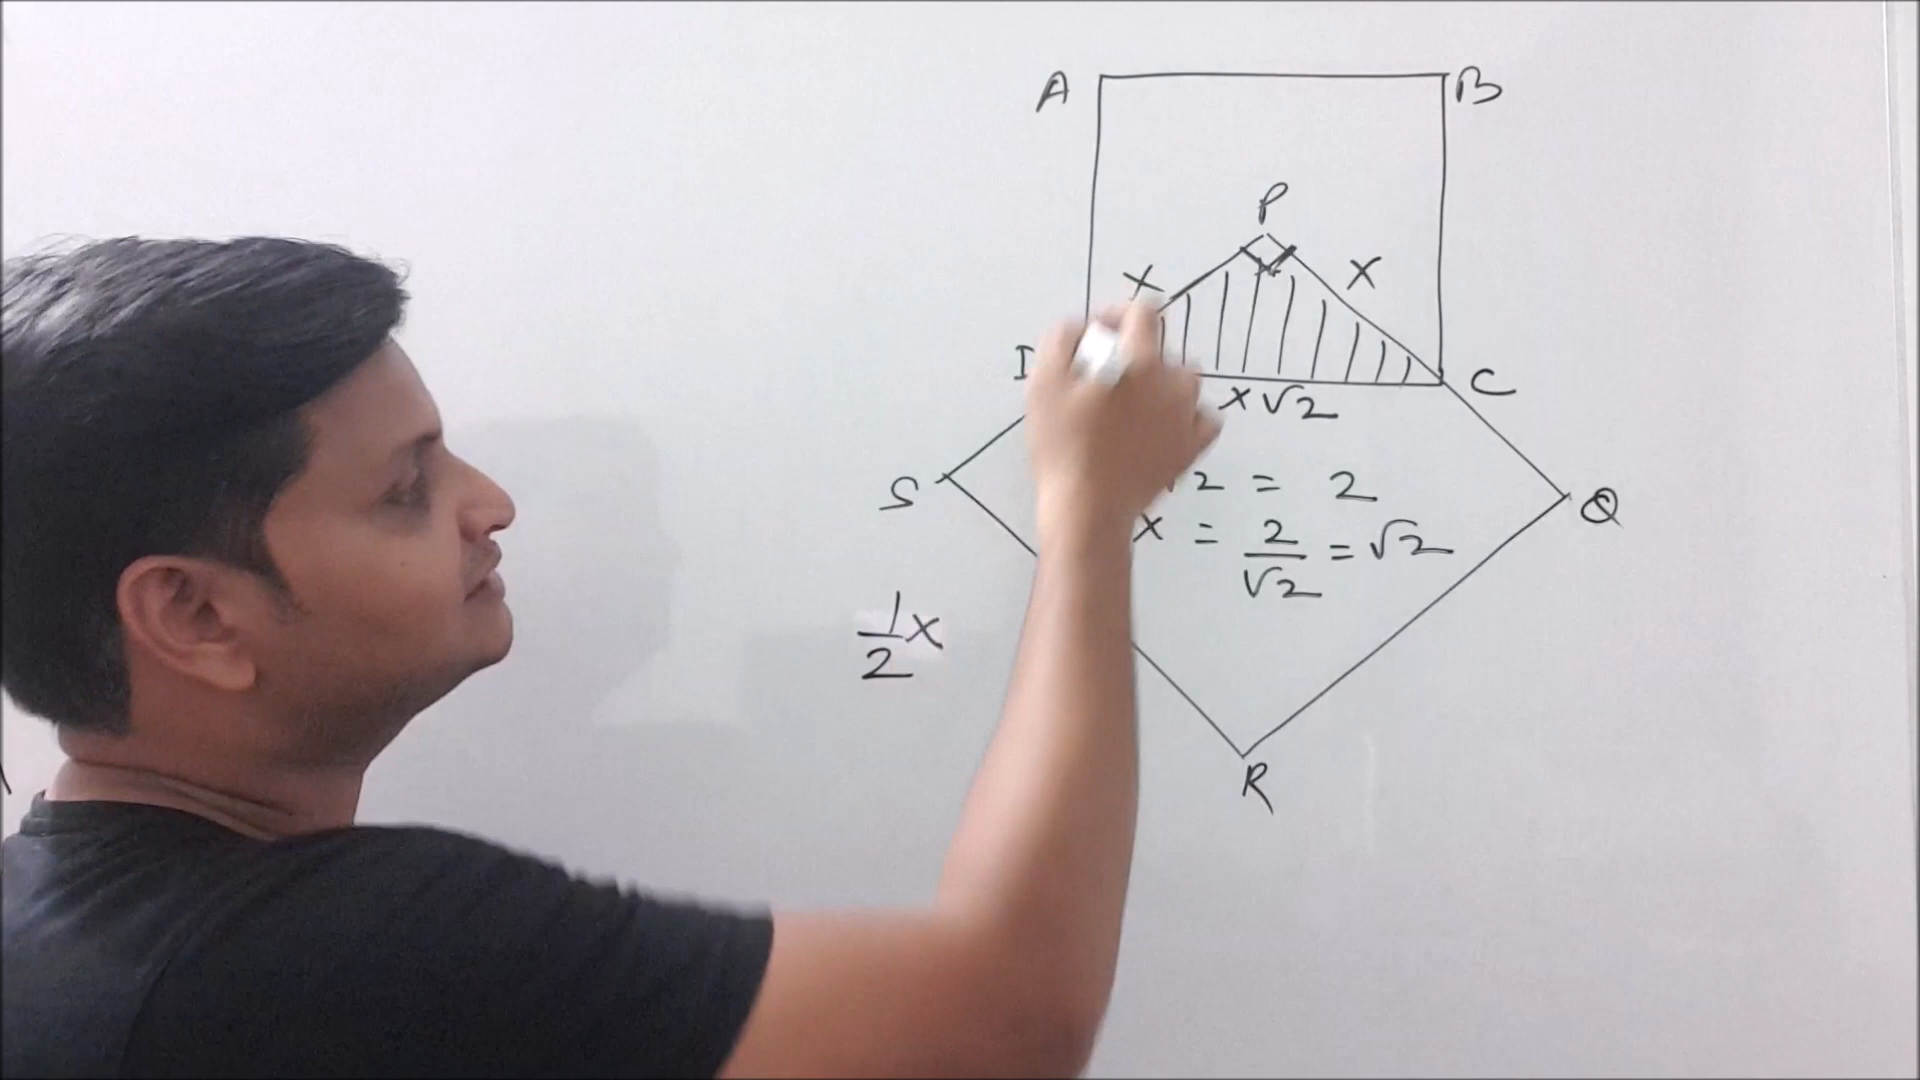 A B
P
X X
C
X √2
S √2 = 2 Q
X = 2/√2 = √2
1/2 X
R